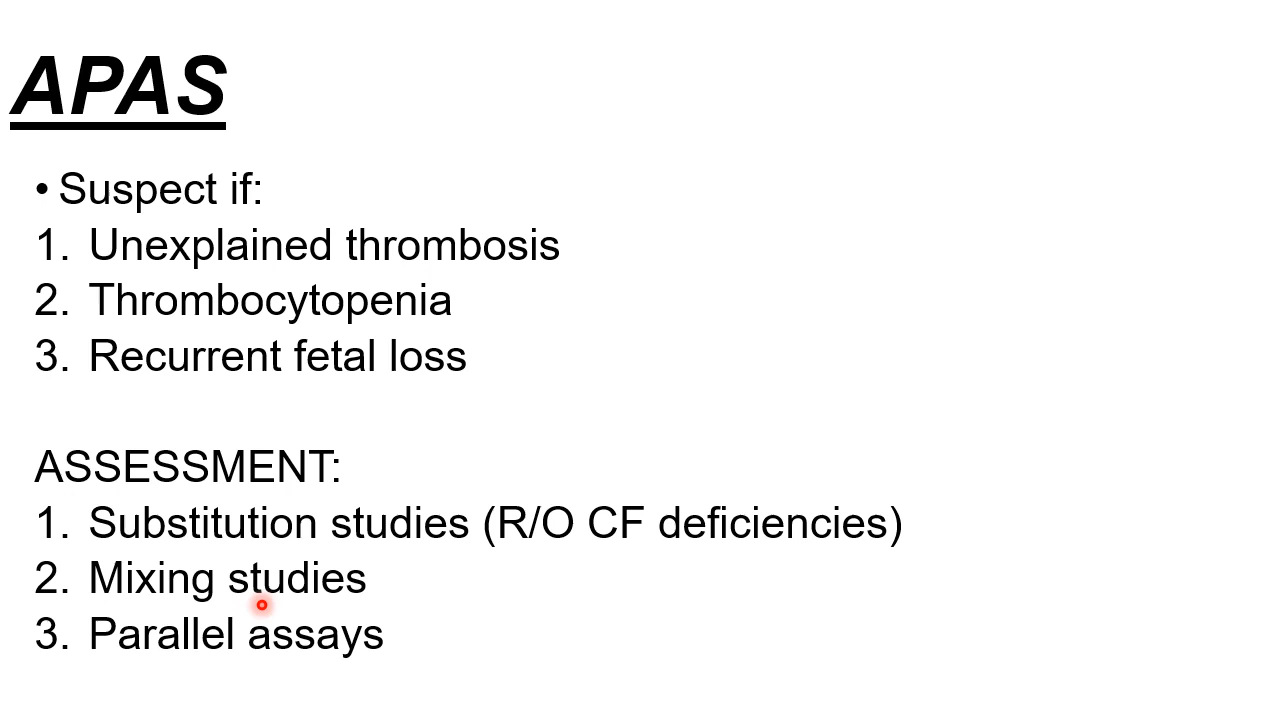 APAS
• Suspect if:
1. Unexplained thrombosis
2. Thrombocytopenia
3. Recurrent fetal loss
ASSESSMENT:
1. Substitution studies (R/O CF deficiencies)
2. Mixing studies
3. Parallel assays